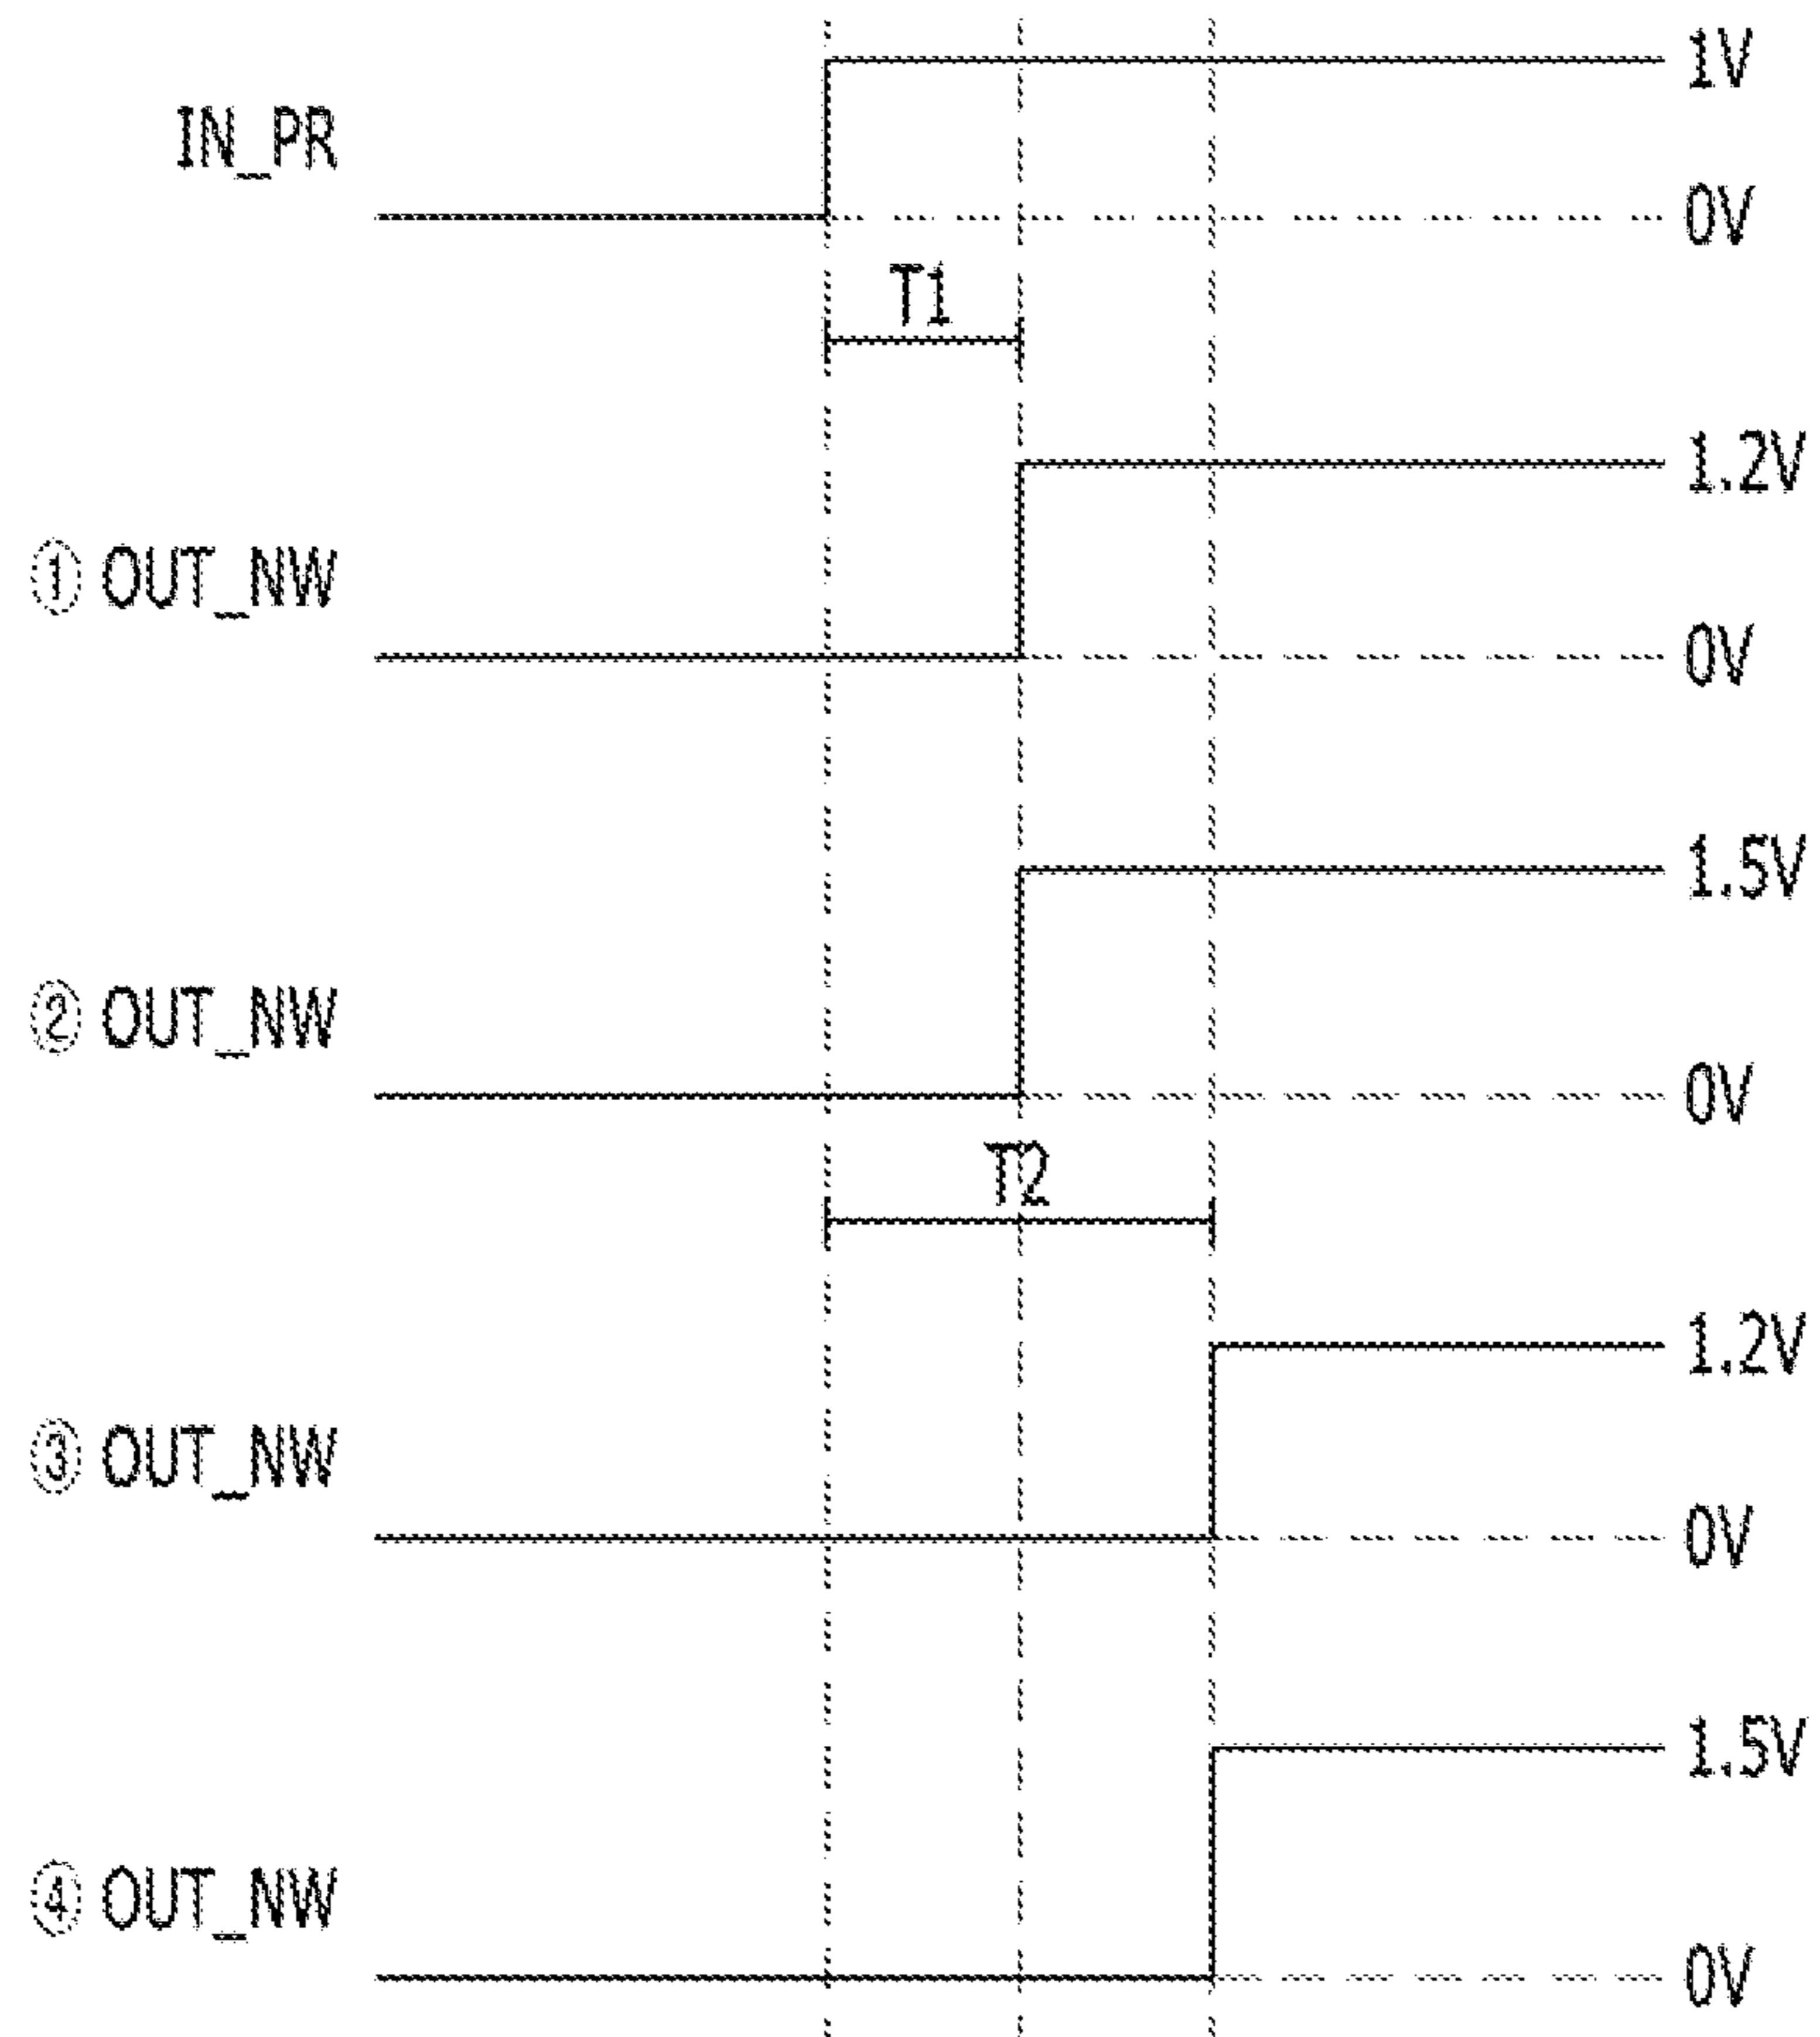 1V
IN_PR
0V
T1
1.2V
① OUT_NW
0V
1.5V
② OUT_NW
0V
T2
1.2V
③ OUT_NW
0V
1.5V
④ OUT_NW
0V